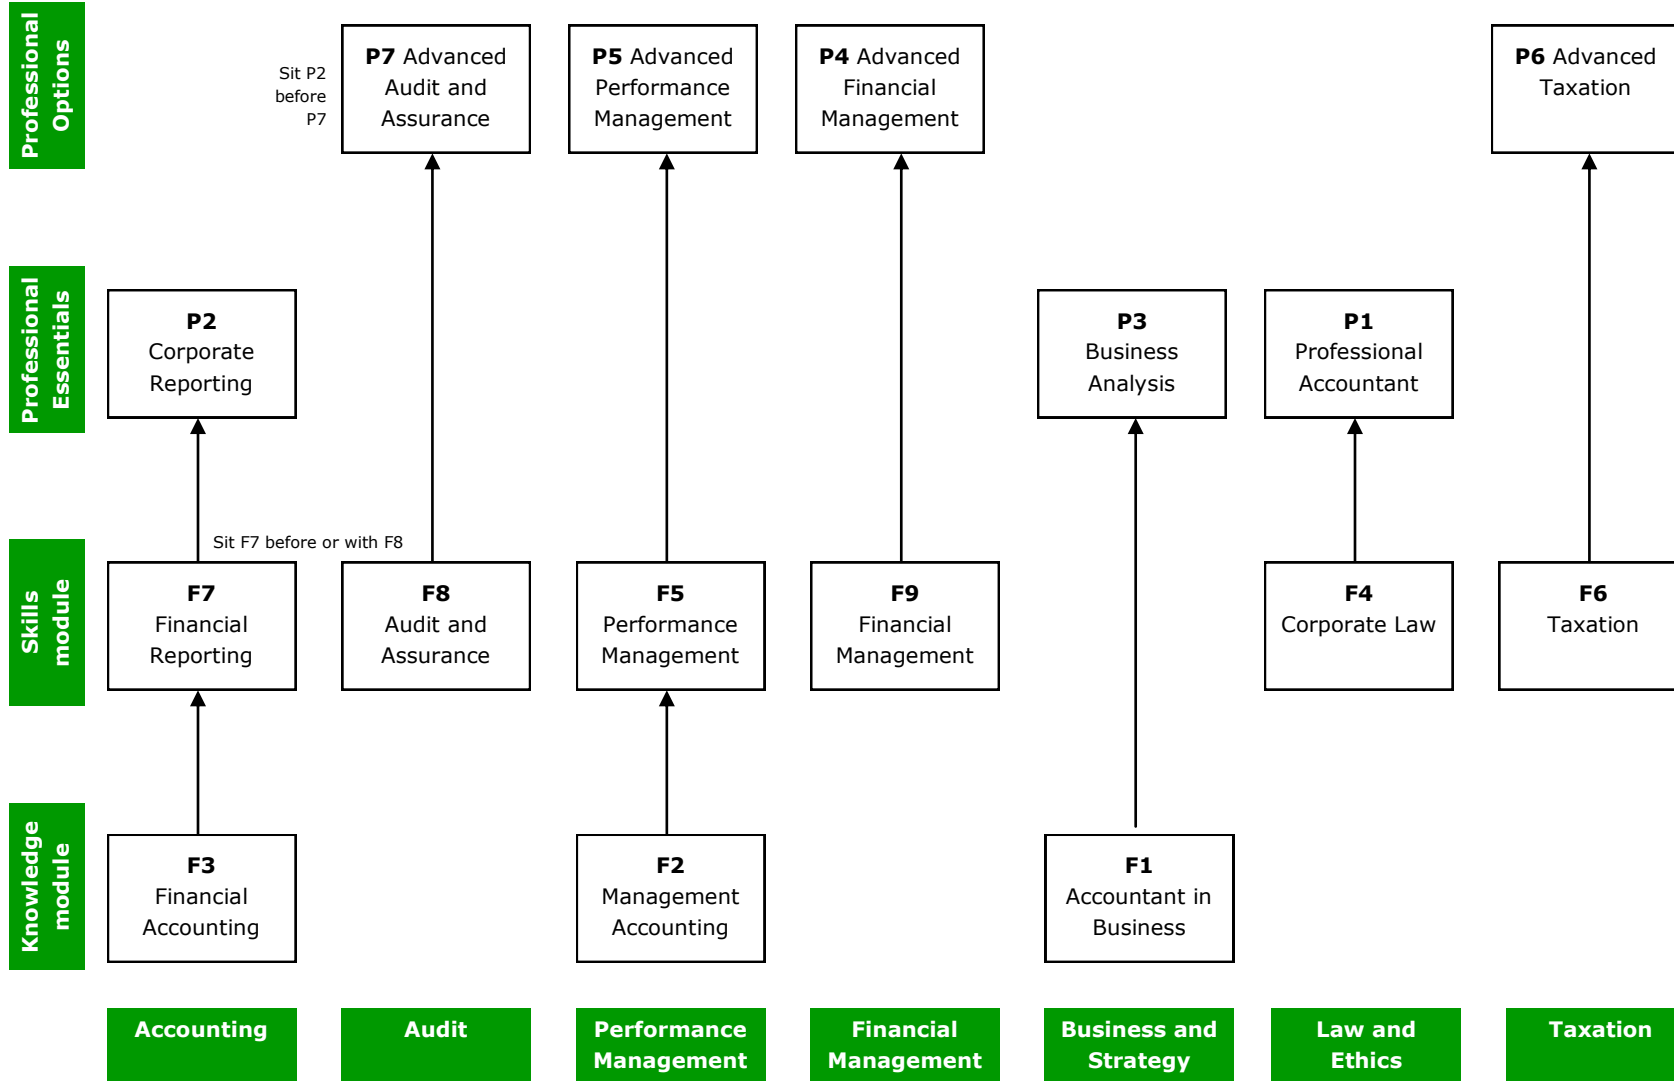 Professional
Options
Sit P2
before
P7
P7 Advanced
Audit and
Assurance
P5 Advanced
Performance
Management
P4 Advanced
Financial
Management
P6 Advanced
Taxation
Professional
Essentials
P2
Corporate
Reporting
P3
Business
Analysis
P1
Professional
Accountant
Sit F7 before or with F8
Skills
module
F7
Financial
Reporting
F8
Audit and
Assurance
F5
Performance
Management
F9
Financial
Management
F4
Corporate Law
F6
Taxation
Knowledge
module
F3
Financial
Accounting
F2
Management
Accounting
F1
Accountant in
Business
Accounting
Audit
Performance
Management
Financial
Management
Business and
Strategy
Law and
Ethics
Taxation